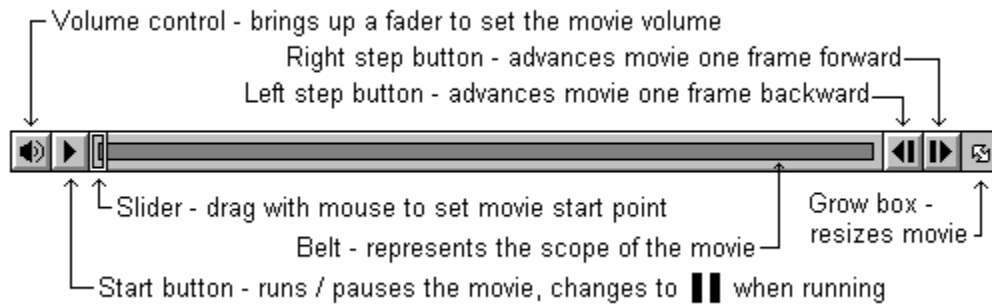 Volume control - brings up a fader to set the movie volume
Right step button - advances movie one frame forward
Left step button - advances movie one frame backward
Slider - drag with mouse to set movie start point
Grow box -
resizes movie
Belt - represents the scope of the movie
Start button - runs / pauses the movie, changes to when running